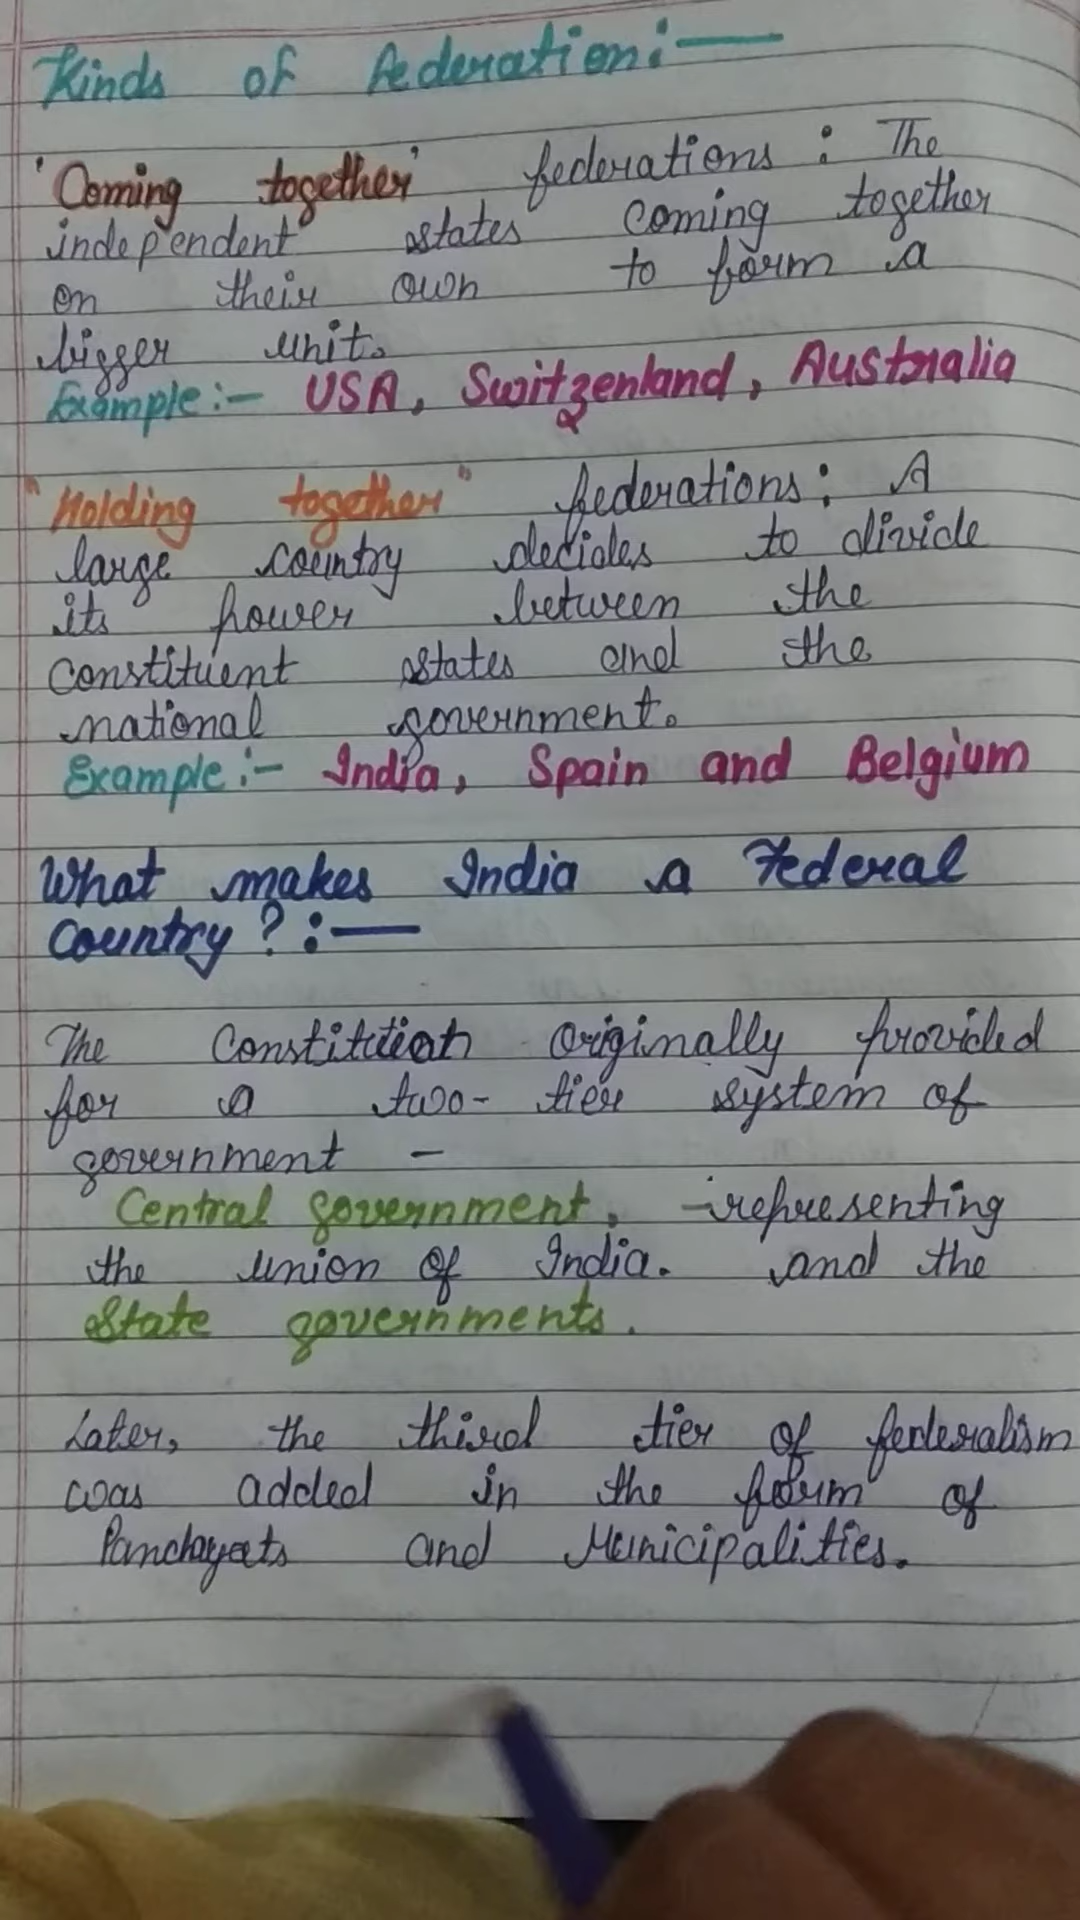 Kinds of federation:—
'Coming together' federations : The
independent states coming together
on their own to form a
bigger unit.
Example:- USA, Switzerland, Australia
"Holding together" federations: A
large country decides to divide
its power between the
constituent states and the
national government.
Example:- India, Spain and Belgium
What makes India a Federal
Country?:—
The Constitution originally provided
for a two-tier system of
government –
Central government, -representing
the union of India. and the
State governments.
Later, the third tier of federalism
was added in the form of
Panchayats and Municipalities.